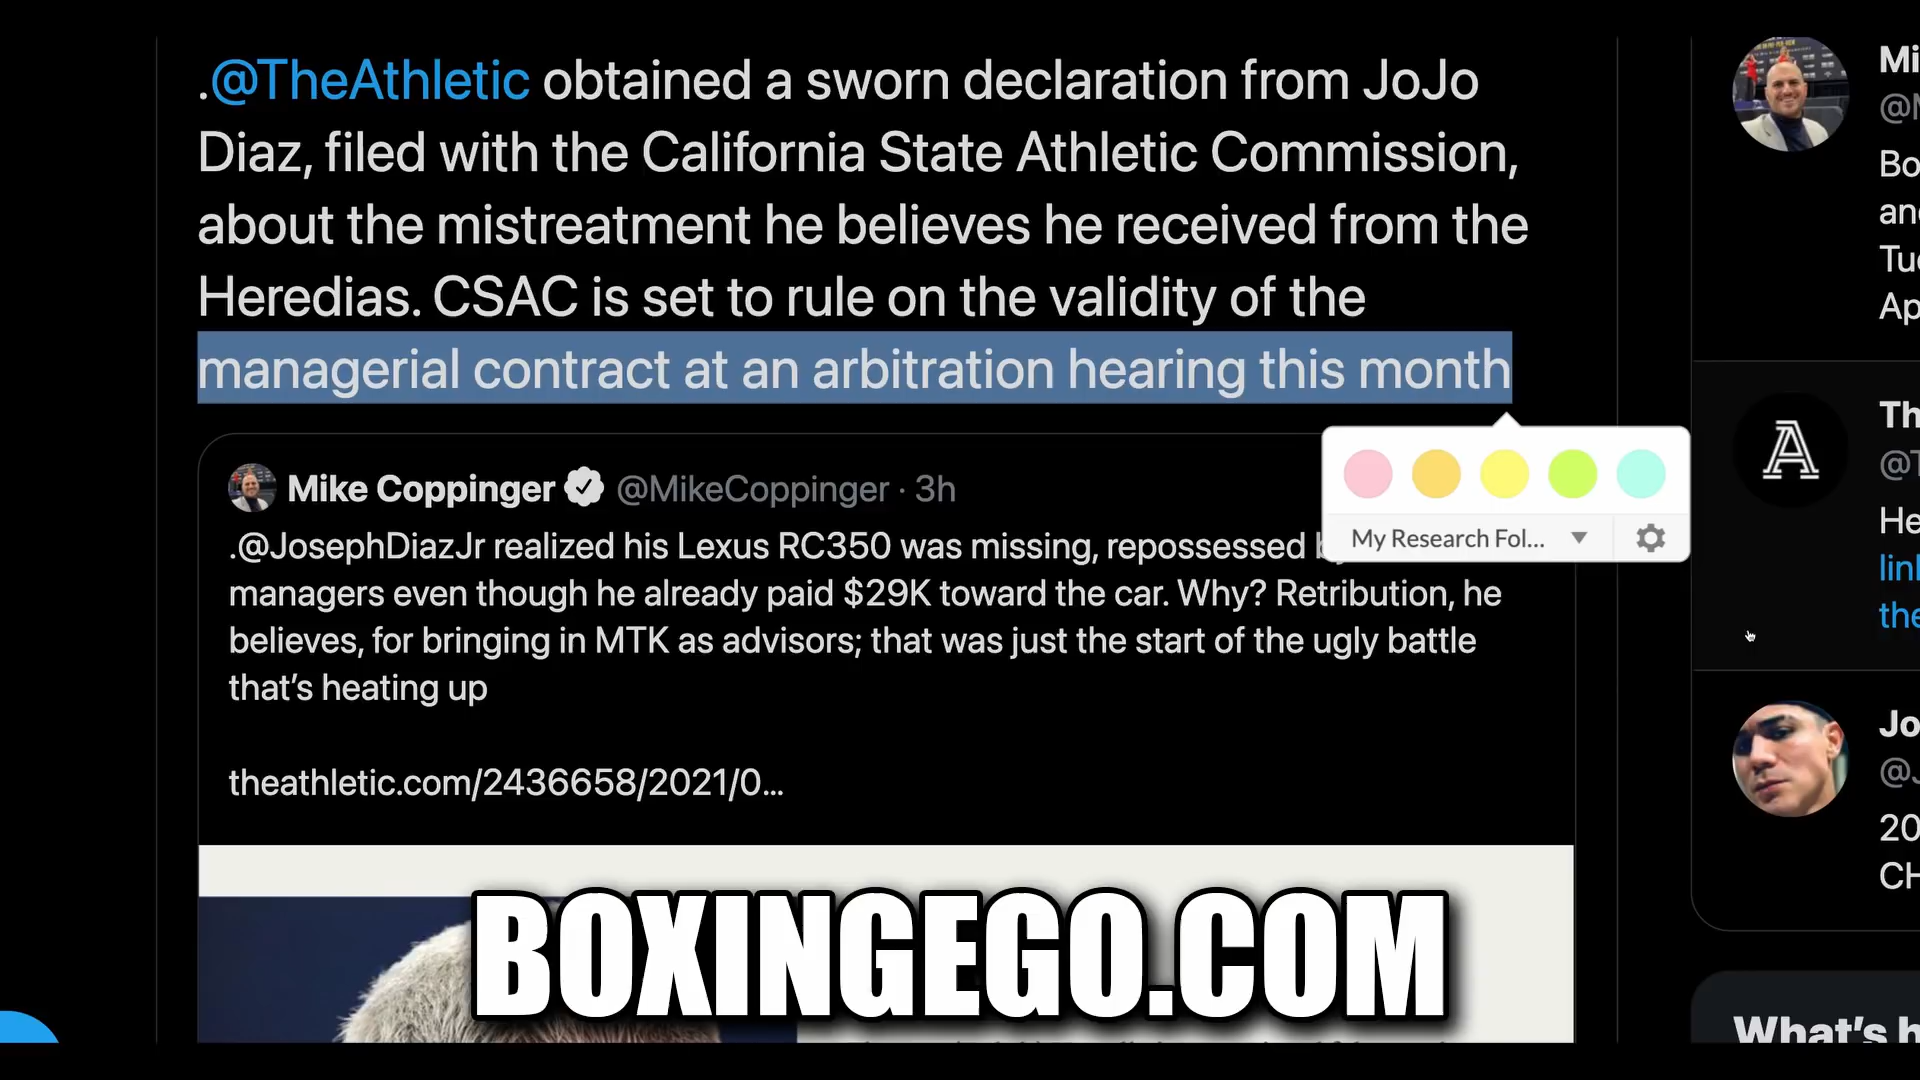 .@TheAthletic obtained a sworn declaration from JoJo
Diaz, filed with the California State Athletic Commission,
about the mistreatment he believes he received from the
Heredias. CSAC is set to rule on the validity of the
managerial contract at an arbitration hearing this month
Mike Coppinger @MikeCoppinger · 3h
.@JosephDiazJr realized his Lexus RC350 was missing, repossessed
managers even though he already paid $29K toward the car. Why? Retribution, he
believes, for bringing in MTK as advisors; that was just the start of the ugly battle
that's heating up
theathletic.com/2436658/2021/0...
My Research Fol...
BOXINGEGO.COM
What's